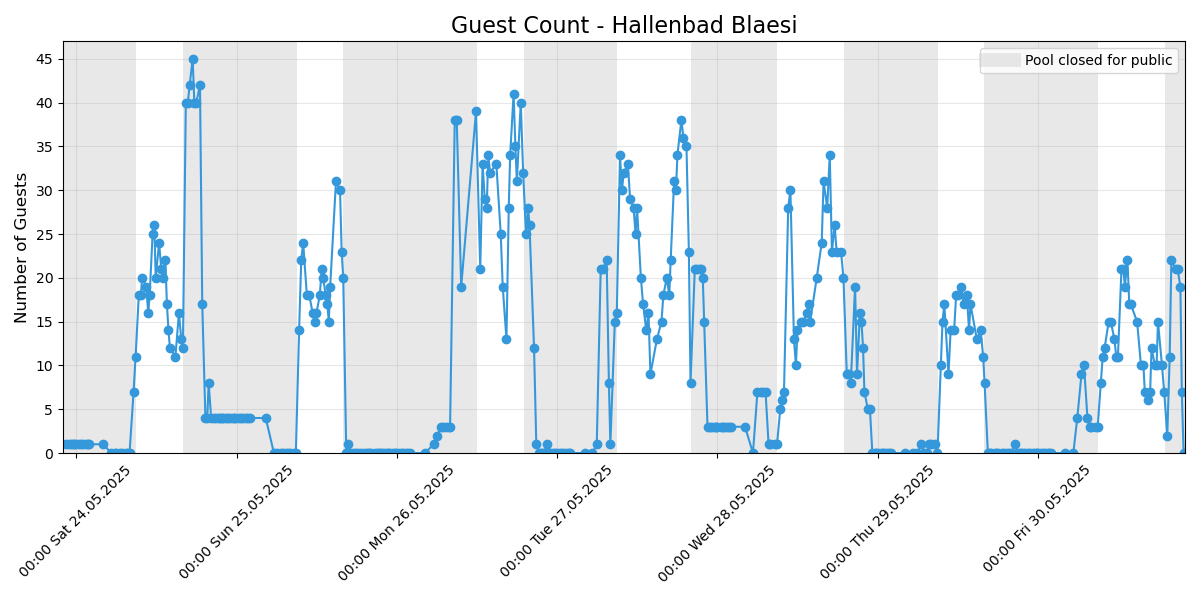 Guest Count - Hallenbad Blaesi
Pool closed for public
Number of Guests
45
40
35
30
25
20
15
10
5
0
00:00 Sat 24.05.2025
00:00 Sun 25.05.2025
00:00 Mon 26.05.2025
00:00 Tue 27.05.2025
00:00 Wed 28.05.2025
00:00 Thu 29.05.2025
00:00 Fri 30.05.2025